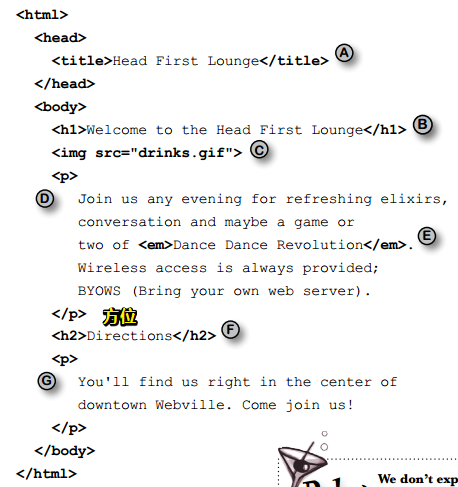 <html>
<head>
<title>Head First Lounge</title> A
</head>
<body>
<h1>Welcome to the Head First Lounge</h1> B
<img src="drinks.gif"> C
<p>
D Join us any evening for refreshing elixirs,
conversation and maybe a game or
two of <em>Dance Dance Revolution</em>. E
Wireless access is always provided;
BYOWS (Bring your own web server).
</p> 方位
<h2>Directions</h2> F
<p>
G You'll find us right in the center of
downtown Webville. Come join us!
</p>
</body>
</html>
We don't exp